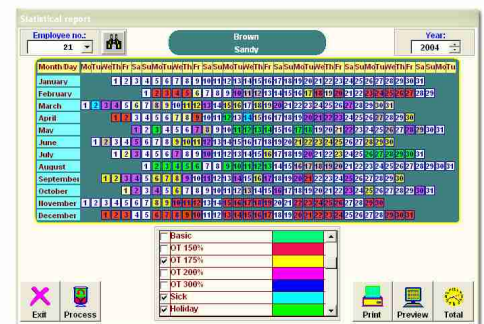 Statistical report
Employee no.:
21
Brown
Sandy
Year:
2004
Month/Day MoTuWeThFr SaSuMoTuWeThFr SaSuMoTuWeThFr SaSuMoTuWeThFr SaSuMoTuWeThFr SaSuMoTu
January 1 2 3 4 5 6 7 8 9 10 11 12 13 14 15 16 17 18 19 20 21 22 23 24 25 26 27 28 29 30 31
February 1 2 3 4 5 6 7 8 9 10 11 12 13 14 15 16 17 18 19 20 21 22 23 24 25 26 27 28 29
March 1 2 3 4 5 6 7 8 9 10 11 12 13 14 15 16 17 18 19 20 21 22 23 24 25 26 27 28 29 30 31
April 1 2 3 4 5 6 7 8 9 10 11 12 13 14 15 16 17 18 19 20 21 22 23 24 25 26 27 28 29 30
May 1 2 3 4 5 6 7 8 9 10 11 12 13 14 15 16 17 18 19 20 21 22 23 24 25 26 27 28 29 30 31
June 1 2 3 4 5 6 7 8 9 10 11 12 13 14 15 16 17 18 19 20 21 22 23 24 25 26 27 28 29 30
July 1 2 3 4 5 6 7 8 9 10 11 12 13 14 15 16 17 18 19 20 21 22 23 24 25 26 27 28 29 30 31
August 1 2 3 4 5 6 7 8 9 10 11 12 13 14 15 16 17 18 19 20 21 22 23 24 25 26 27 28 29 30 31
September 1 2 3 4 5 6 7 8 9 10 11 12 13 14 15 16 17 18 19 20 21 22 23 24 25 26 27 28 29 30
October 1 2 3 4 5 6 7 8 9 10 11 12 13 14 15 16 17 18 19 20 21 22 23 24 25 26 27 28 29 30 31
November 1 2 3 4 5 6 7 8 9 10 11 12 13 14 15 16 17 18 19 20 21 22 23 24 25 26 27 28 29 30
December 1 2 3 4 5 6 7 8 9 10 11 12 13 14 15 16 17 18 19 20 21 22 23 24 25 26 27 28 29 30 31
Basic
OT 150%
OT 175%
OT 200%
OT 300%
Sick
Holiday
Exit
Process
Print
Preview
Total